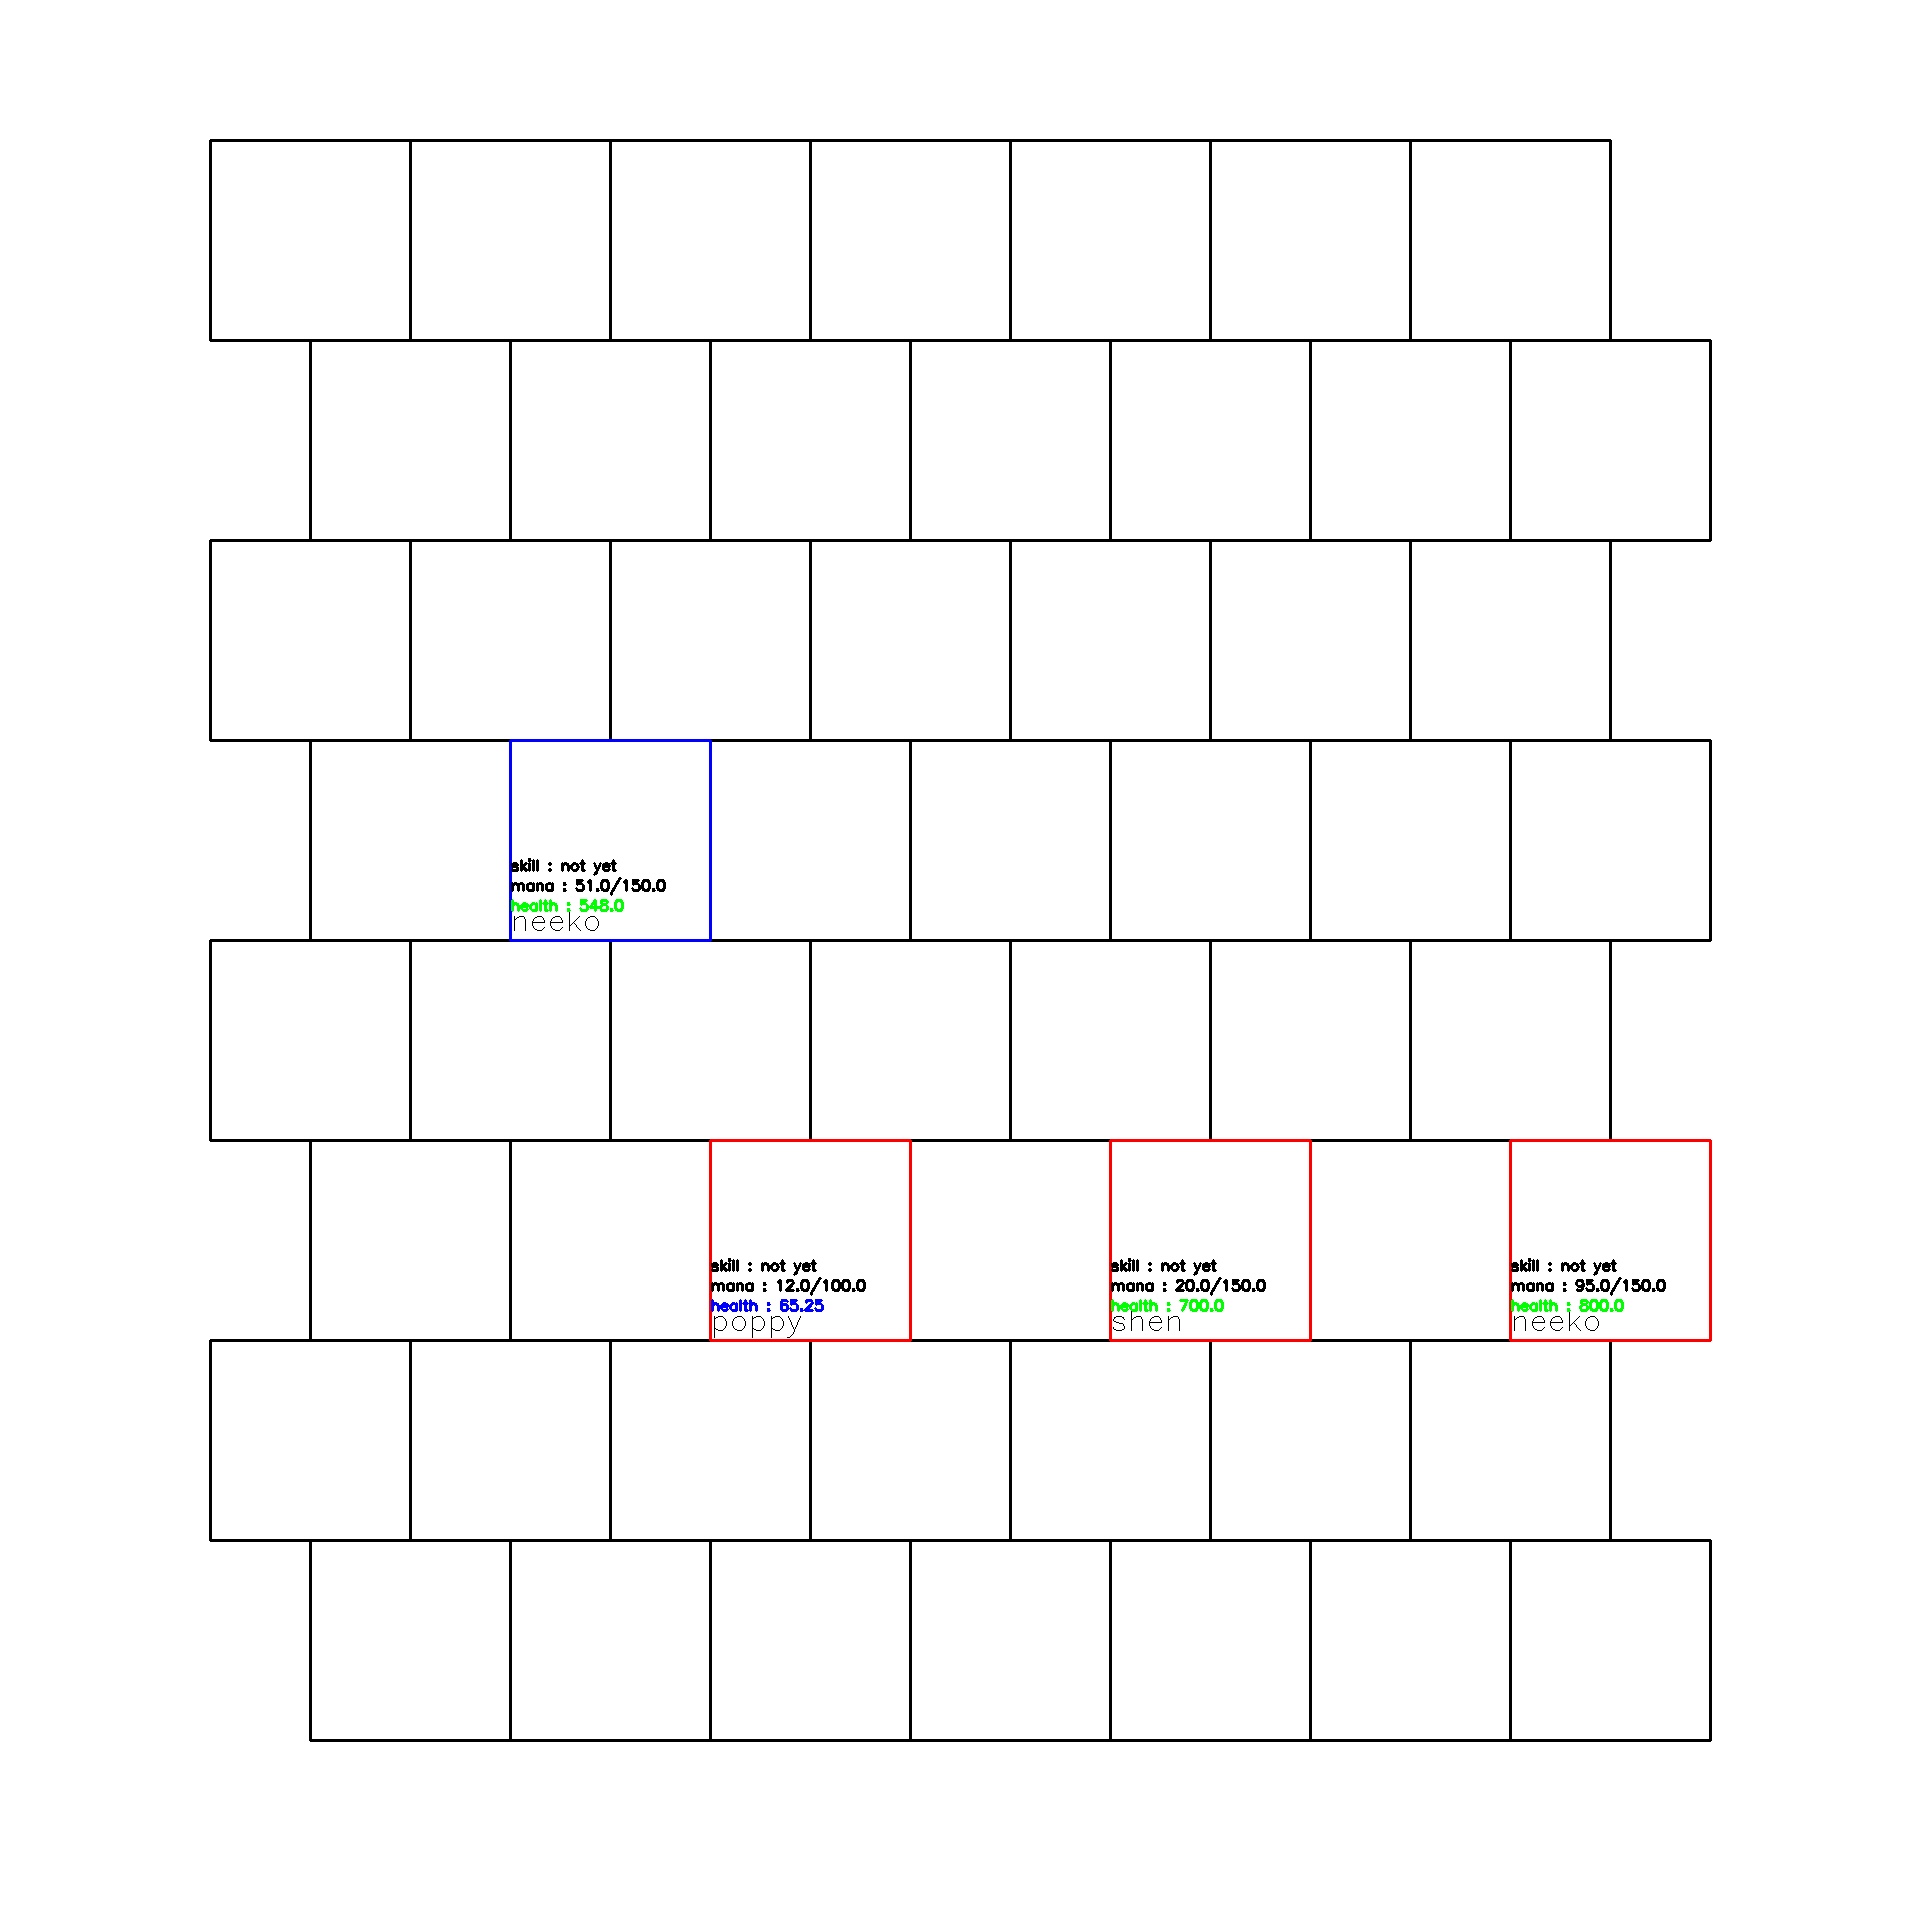 skill : not yet
mana : 51.0/150.0
health : 548.0
neeko
skill : not yet
mana : 12.0/100.0
health : 65.25
poppy
skill : not yet
mana : 20.0/150.0
health : 700.0
shen
skill : not yet
mana : 95.0/150.0
health : 800.0
neeko